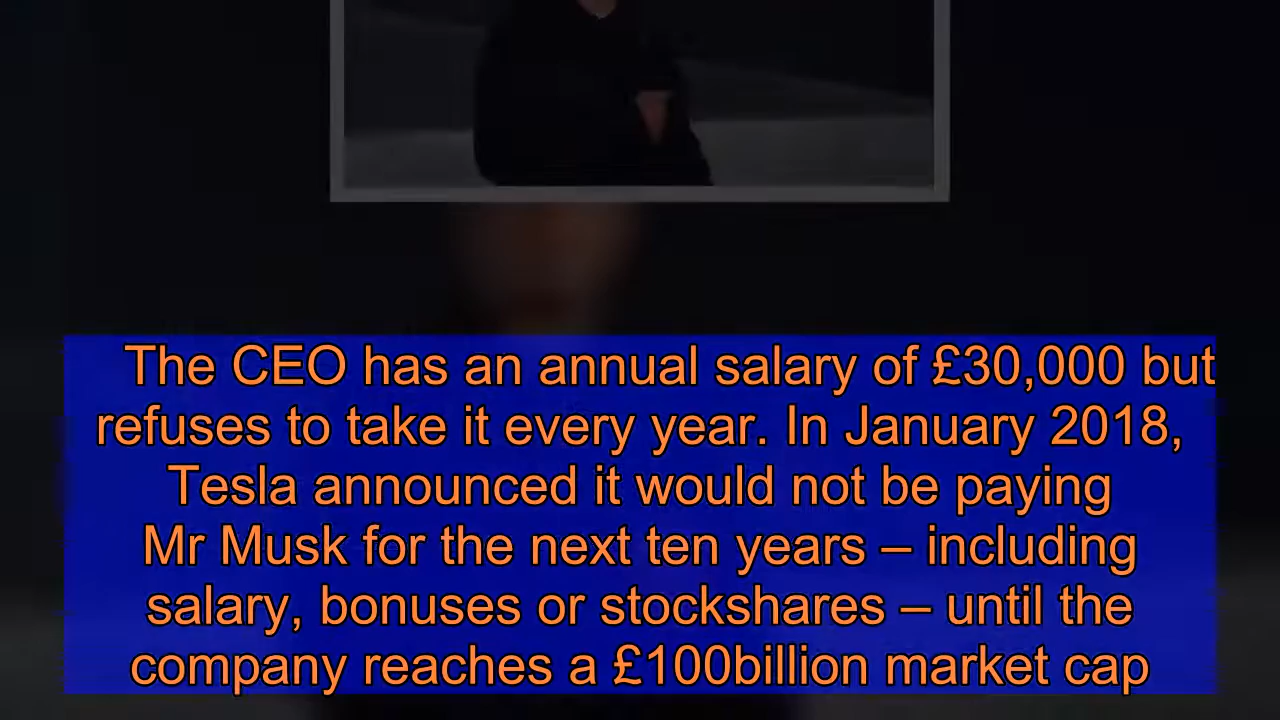 The CEO has an annual salary of £30,000 but
refuses to take it every year. In January 2018,
Tesla announced it would not be paying
Mr Musk for the next ten years – including
salary, bonuses or stockshares – until the
company reaches a £100billion market cap